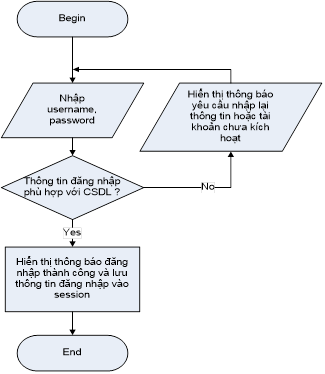 Begin
Nhập
username,
password
Hiển thị thông báo
yêu cầu nhập lại
thông tin hoặc tài
khoản chưa kích
hoạt
Thông tin đăng nhập
phù hợp với CSDL ?
No
Yes
Hiển thị thông báo đăng
nhập thành công và lưu
thông tin đăng nhập vào
session
End